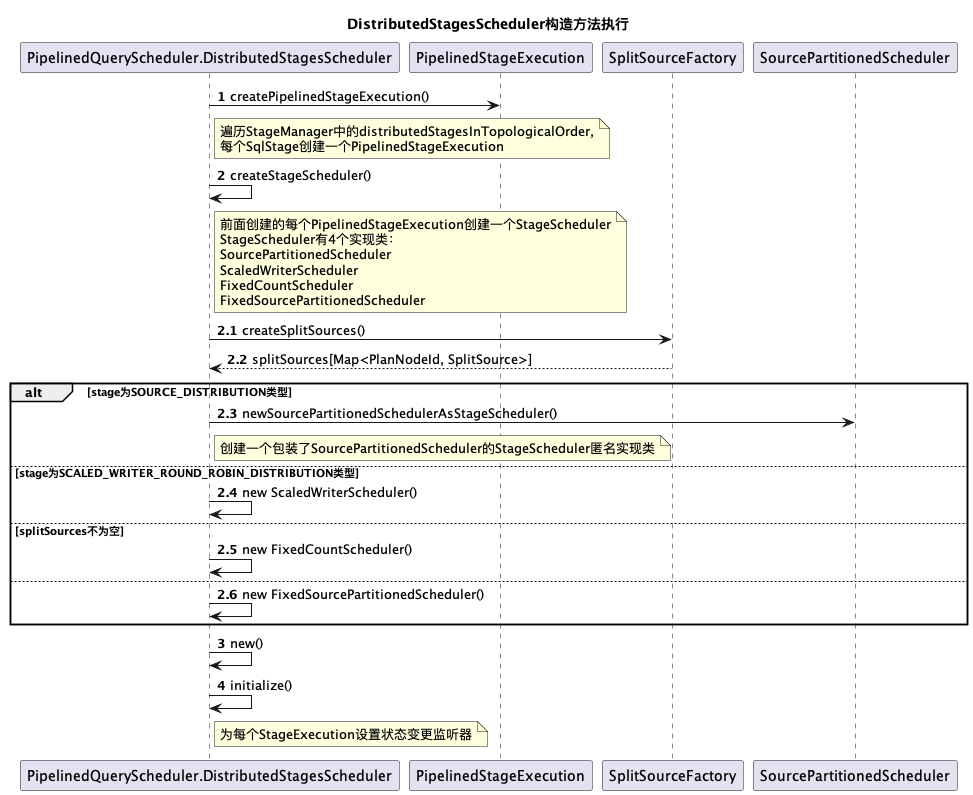 DistributedStagesScheduler构造方法执行
PipelinedQueryScheduler.DistributedStagesScheduler
PipelinedStageExecution
SplitSourceFactory
SourcePartitionedScheduler
1 createPipelinedStageExecution()
遍历StageManager中的distributedStagesInTopologicalOrder,
每个SqlStage创建一个PipelinedStageExecution
2 createStageScheduler()
前面创建的每个PipelinedStageExecution创建一个StageScheduler
StageScheduler有4个实现类：
SourcePartitionedScheduler
ScaledWriterScheduler
FixedCountScheduler
FixedSourcePartitionedScheduler
2.1 createSplitSources()
2.2 splitSources[Map<PlanNodeId, SplitSource>]
alt [stage为SOURCE_DISTRIBUTION类型]
2.3 newSourcePartitionedSchedulerAsStageScheduler()
创建一个包装了SourcePartitionedScheduler的StageScheduler匿名实现类
[stage为SCALED_WRITER_ROUND_ROBIN_DISTRIBUTION类型]
2.4 new ScaledWriterScheduler()
[splitSources不为空]
2.5 new FixedCountScheduler()
2.6 new FixedSourcePartitionedScheduler()
3 new()
4 initialize()
为每个StageExecution设置状态变更监听器
PipelinedQueryScheduler.DistributedStagesScheduler
PipelinedStageExecution
SplitSourceFactory
SourcePartitionedScheduler